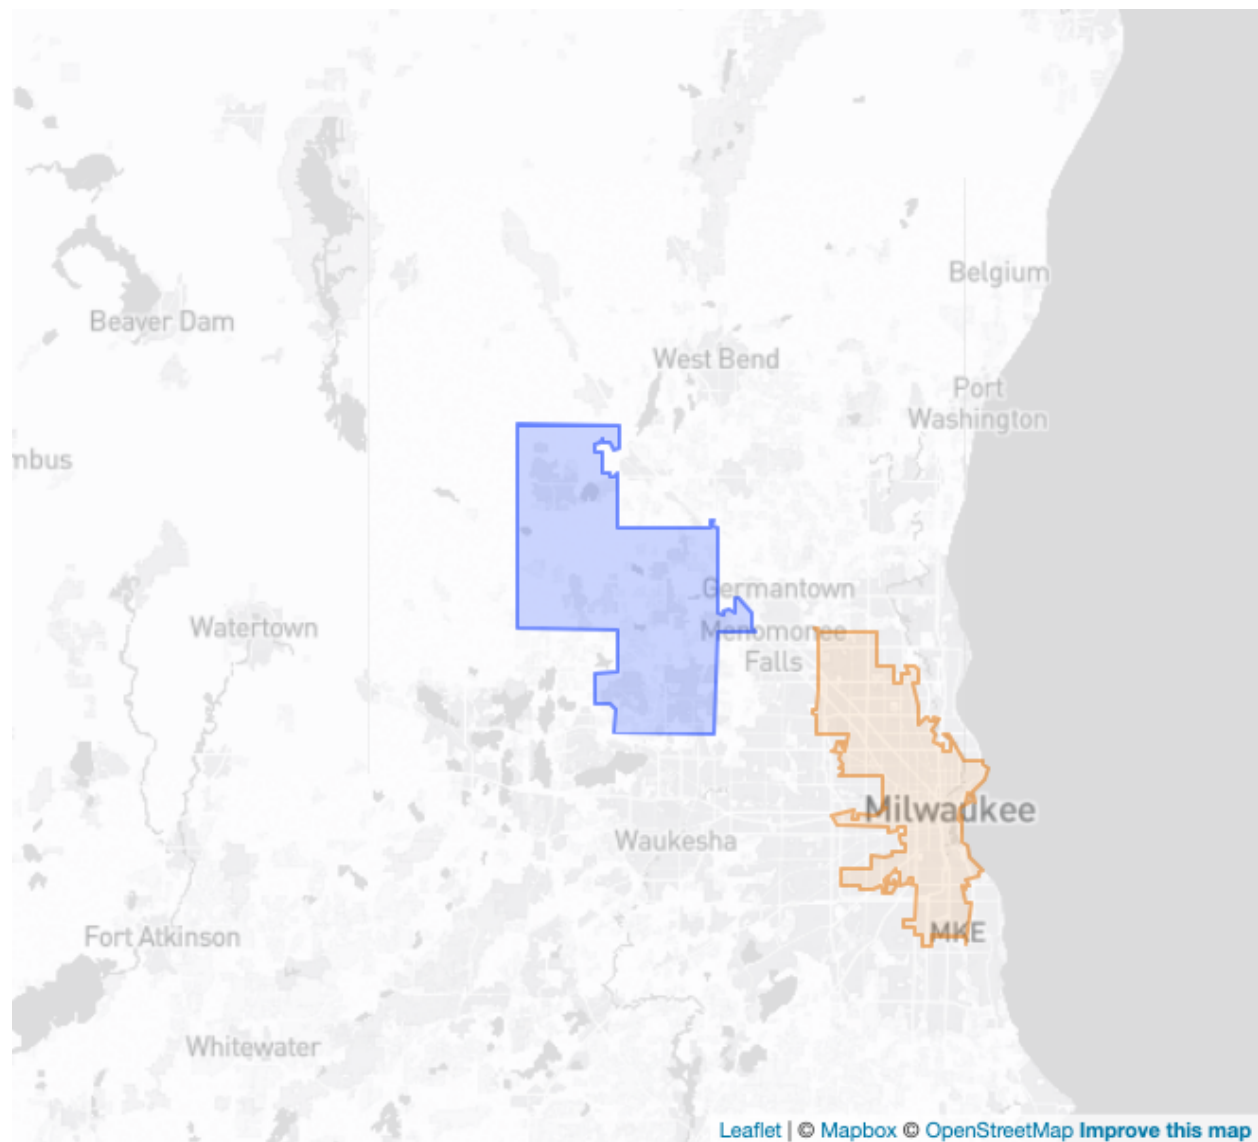 Belgium
Beaver Dam
West Bend
Port
Washington
mbus
Germantown
Watertown
Menomonee
Falls
Milwaukee
Waukesha
MKE
Fort Atkinson
Whitewater
Leaflet | © Mapbox © OpenStreetMap Improve this map